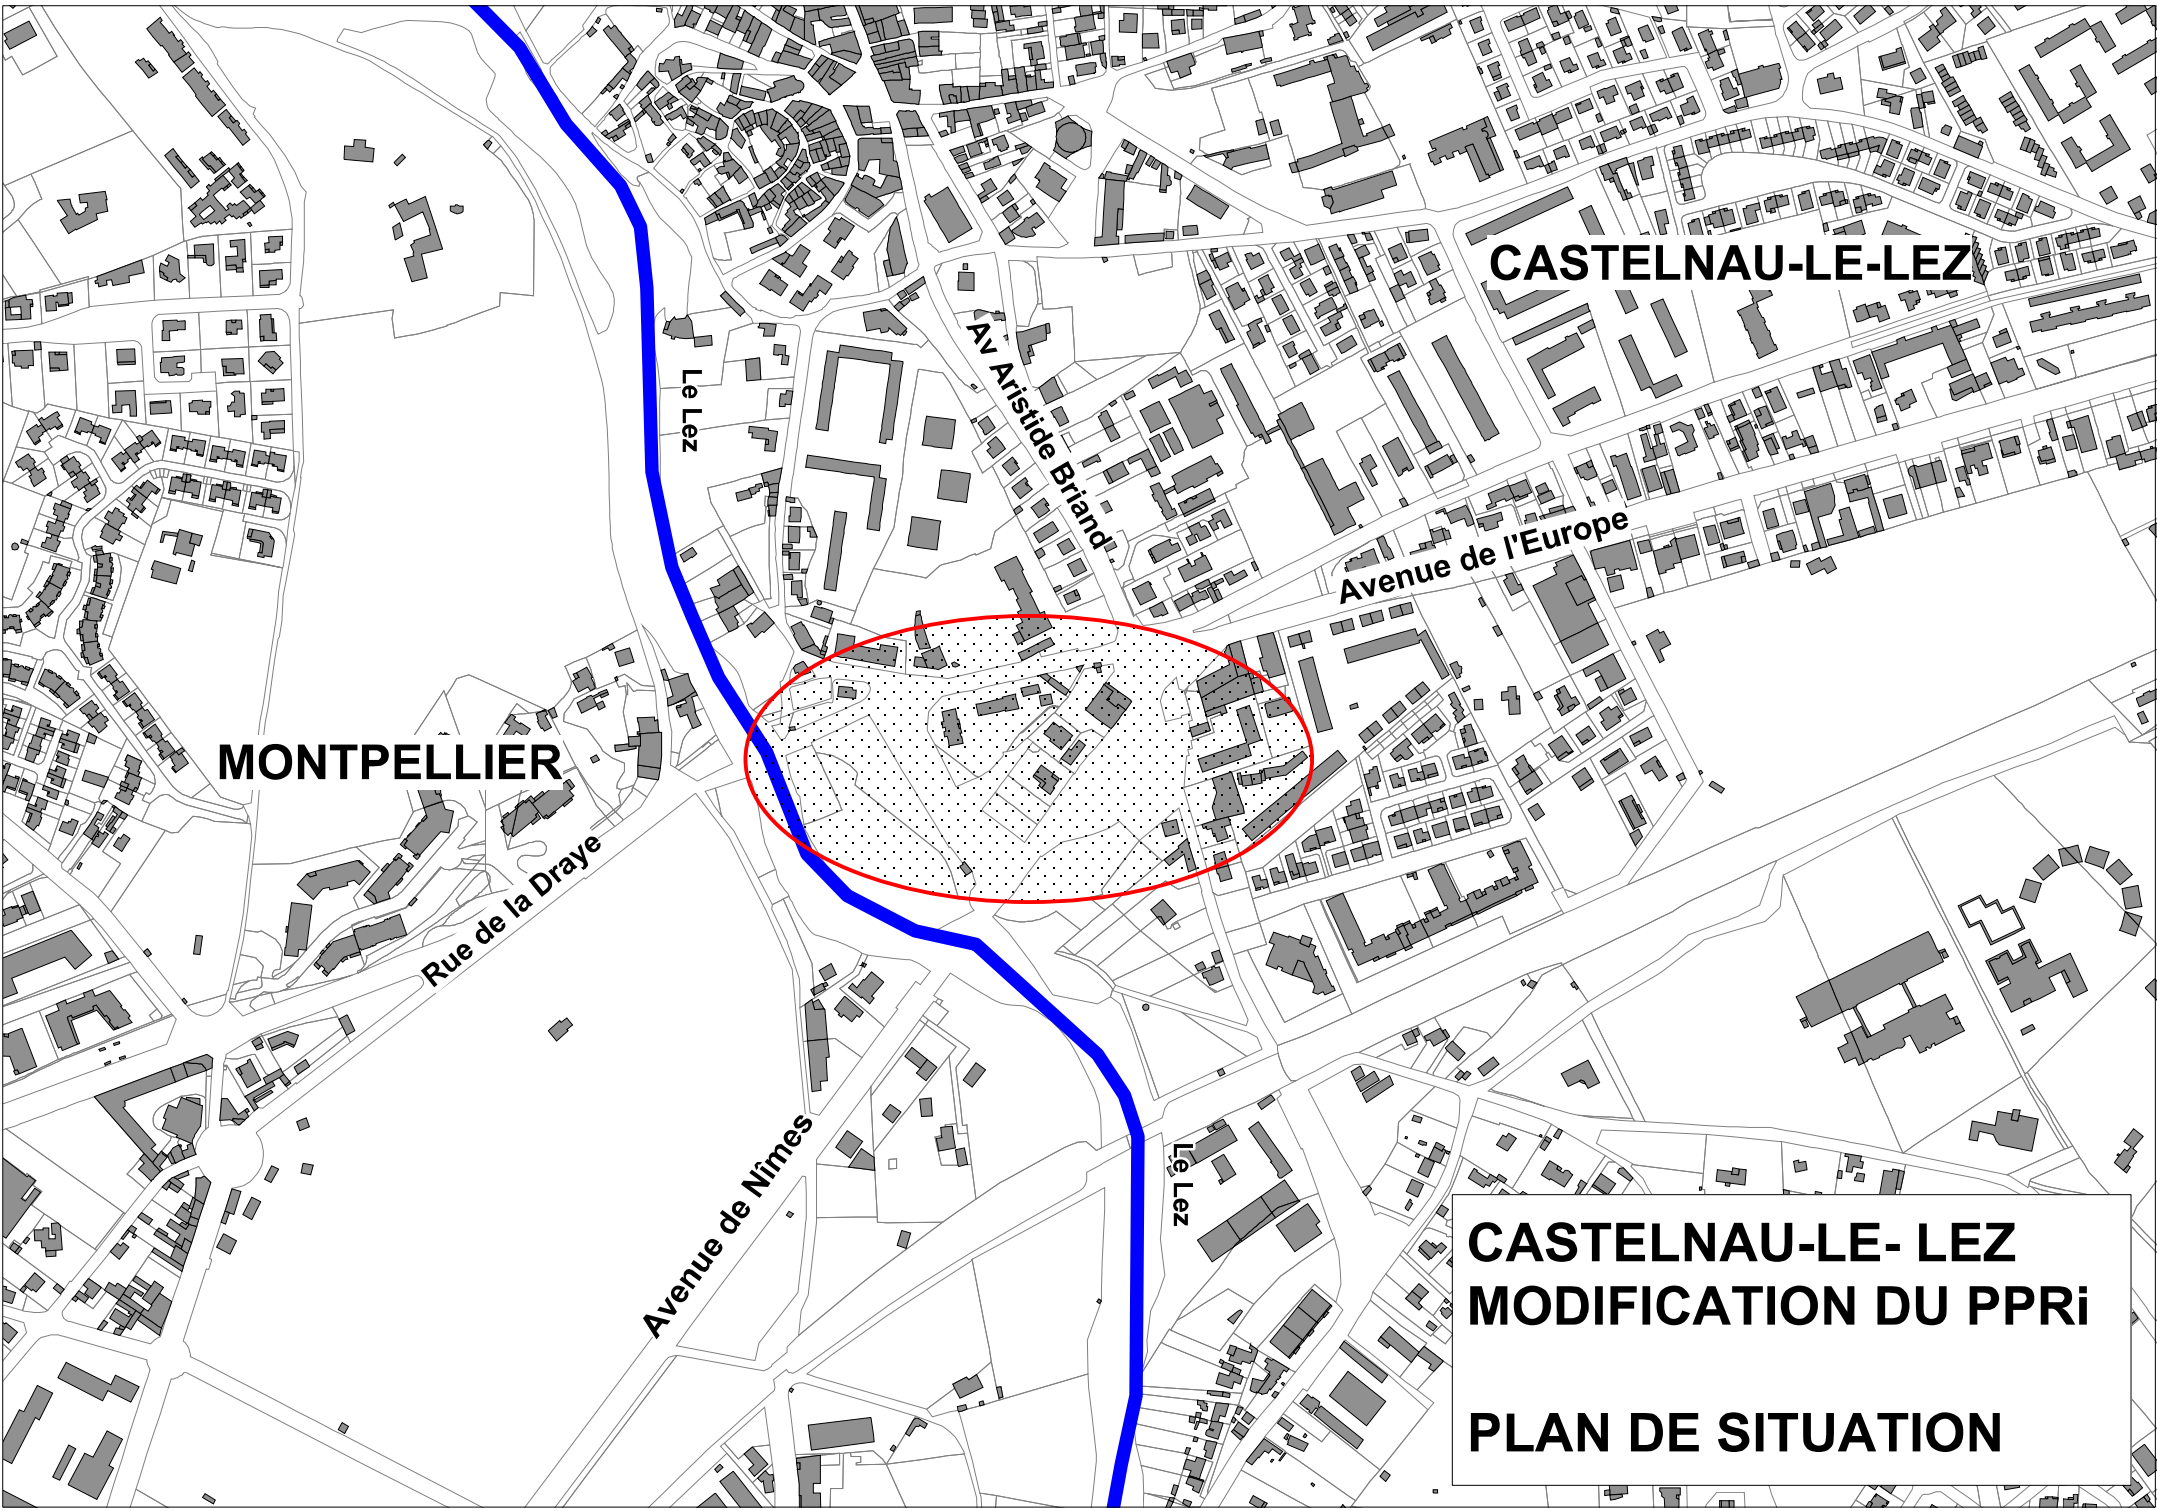 CASTELNAU-LE-LEZ
Av Aristide Briand
Le Lez
Avenue de l'Europe
MONTPELLIER
Rue de la Draye
Avenue de Nîmes
Le Lez
CASTELNAU-LE- LEZ
MODIFICATION DU PPRi
PLAN DE SITUATION